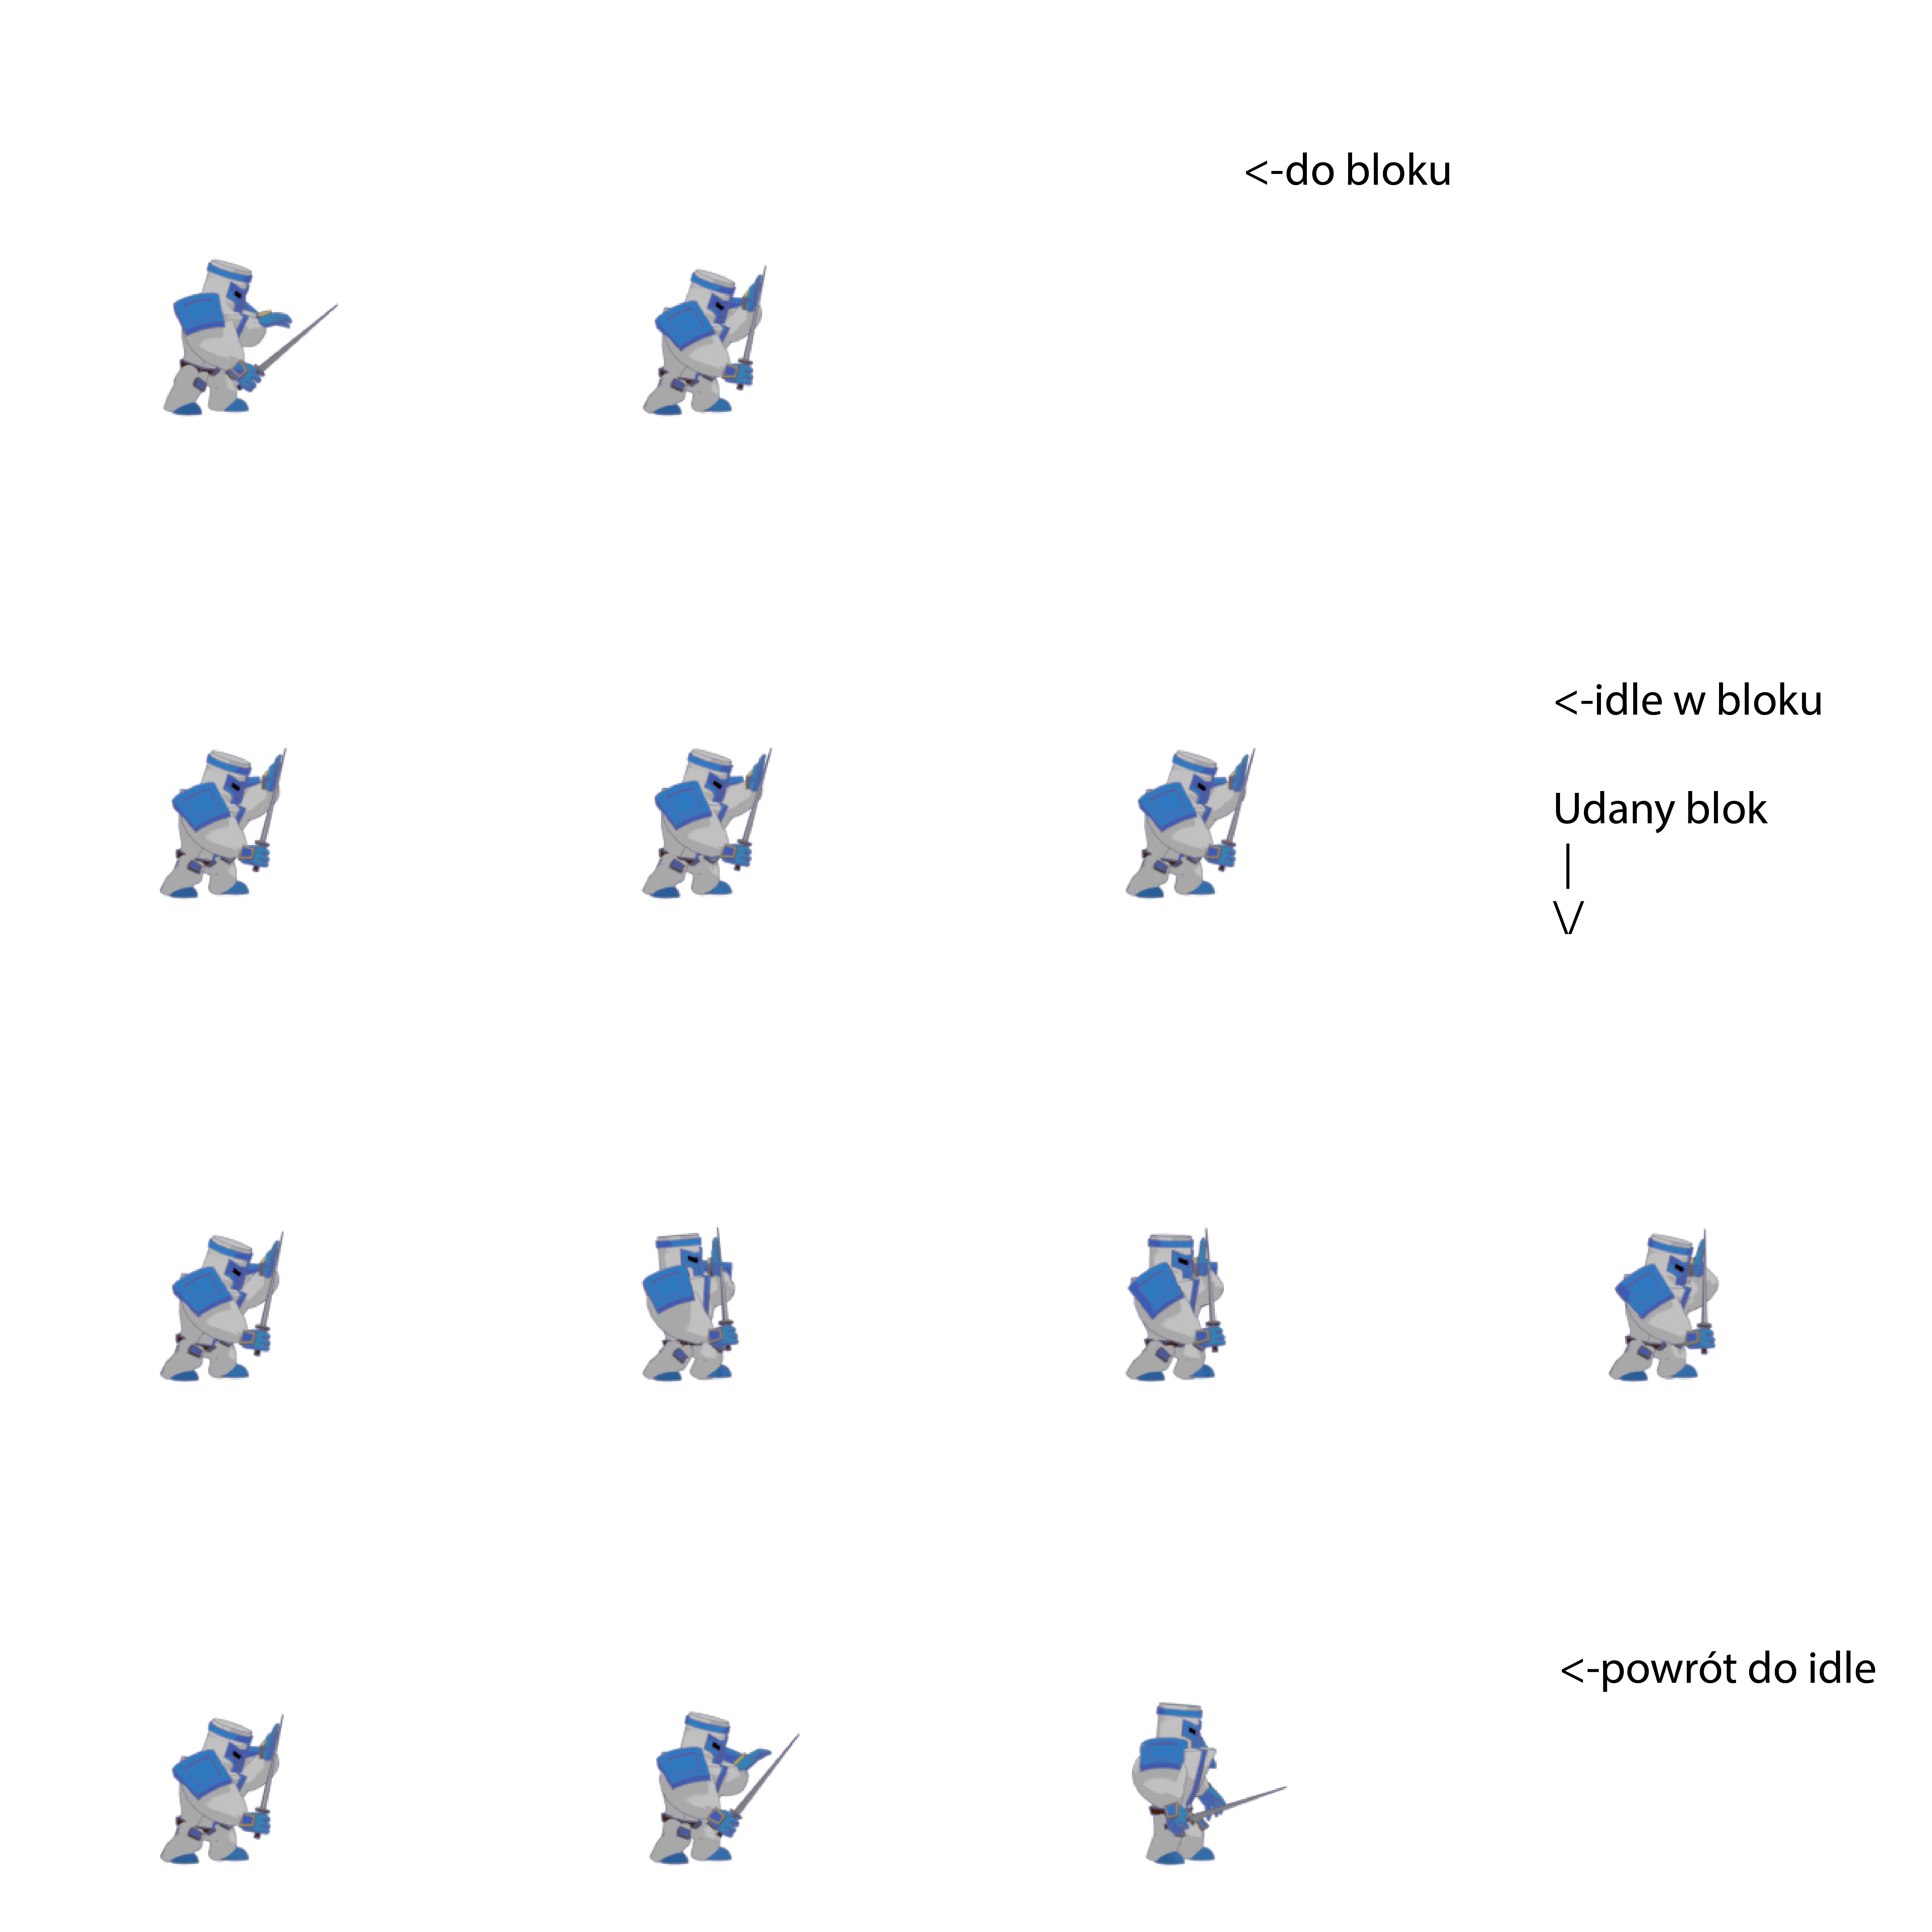 <-do bloku
<-idle w bloku
Udany blok
|
\/
<-powrót do idle